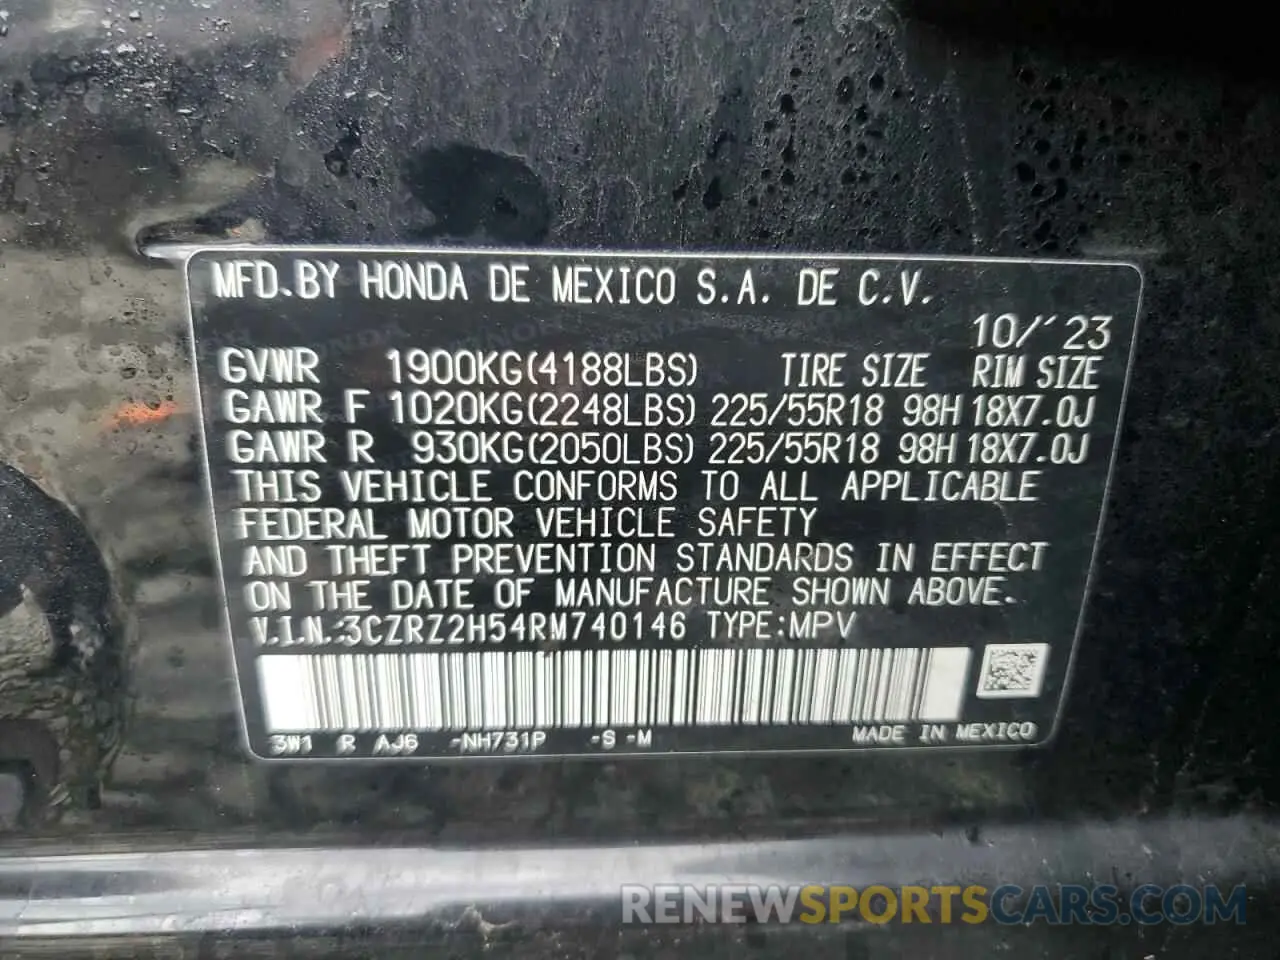 MFD.BY HONDA DE MEXICO S.A. DE C.V.
10/'23
GVWR 1900KG(4188LBS) TIRE SIZE RIM SIZE
GAWR F 1020KG(2248LBS) 225/55R18 98H 18X7.0J
GAWR R 930KG(2050LBS) 225/55R18 98H 18X7.0J
THIS VEHICLE CONFORMS TO ALL APPLICABLE
FEDERAL MOTOR VEHICLE SAFETY
AND THEFT PREVENTION STANDARDS IN EFFECT
ON THE DATE OF MANUFACTURE SHOWN ABOVE.
V.I.N.:3CZRZ2H54RM740146 TYPE:MPV
3W1 R AJ6 -NH731P -S -M MADE IN MEXICO
RENEWSPORTSCARS.COM